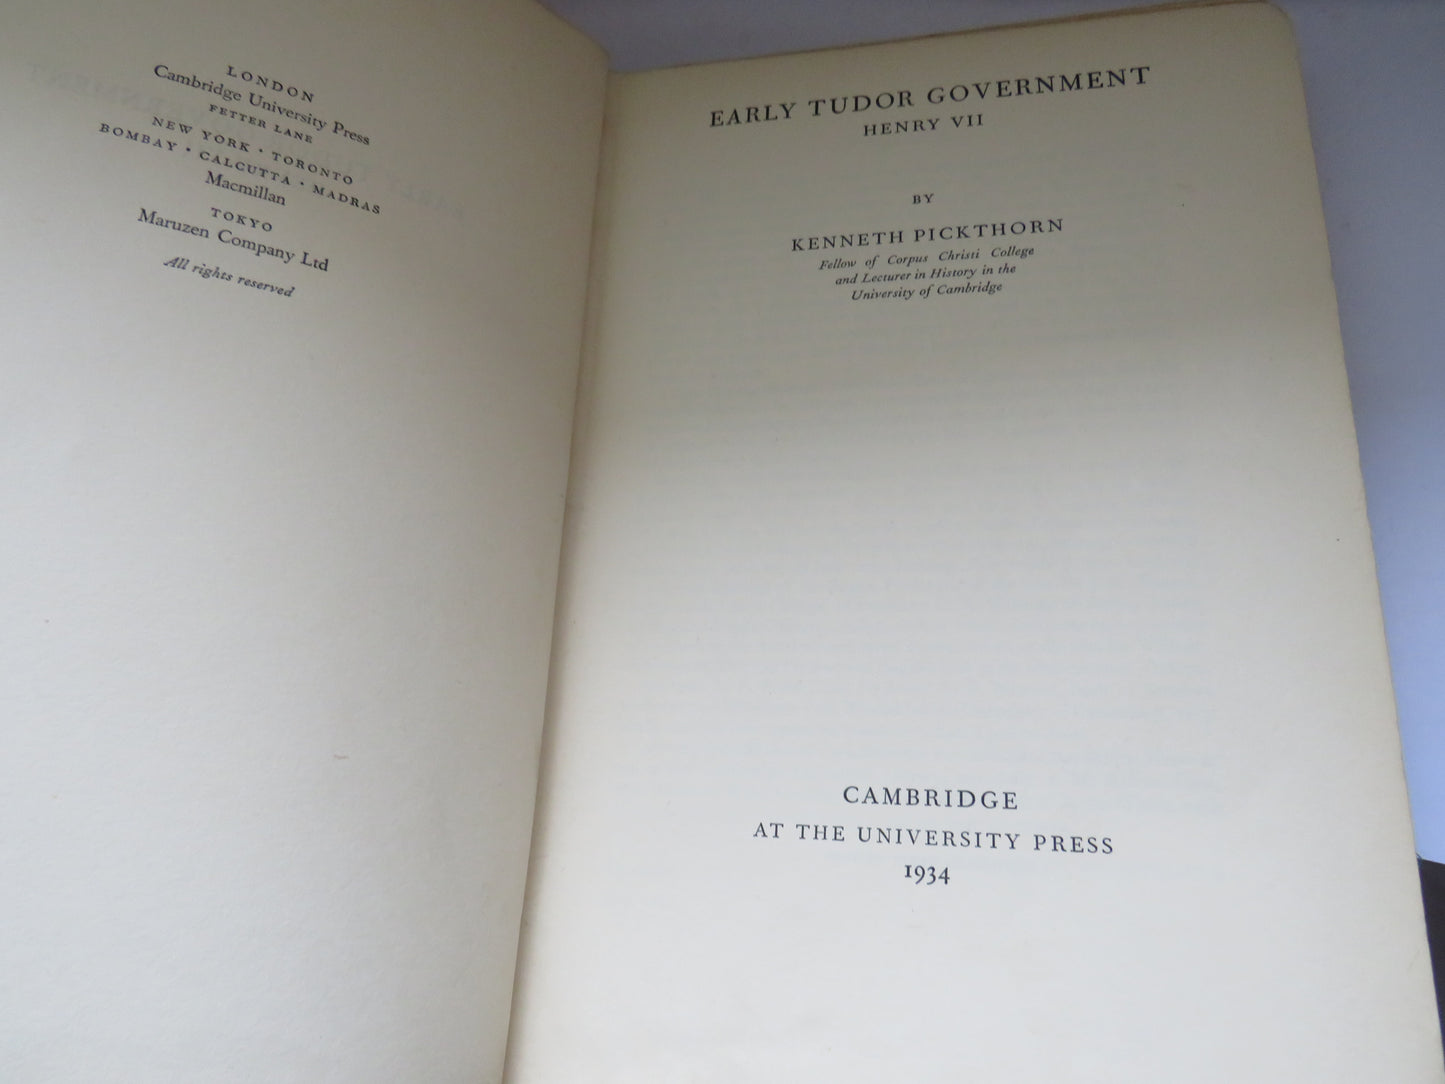 LONDON
Cambridge University Press
FETTER LANE
NEW YORK · TORONTO
BOMBAY · CALCUTTA · MADRAS
Macmillan
TOKYO
Maruzen Company Ltd
All rights reserved
EARLY TUDOR GOVERNMENT
HENRY VII
BY
KENNETH PICKTHORN
Fellow of Corpus Christi College
and Lecturer in History in the
University of Cambridge
CAMBRIDGE
AT THE UNIVERSITY PRESS
1934